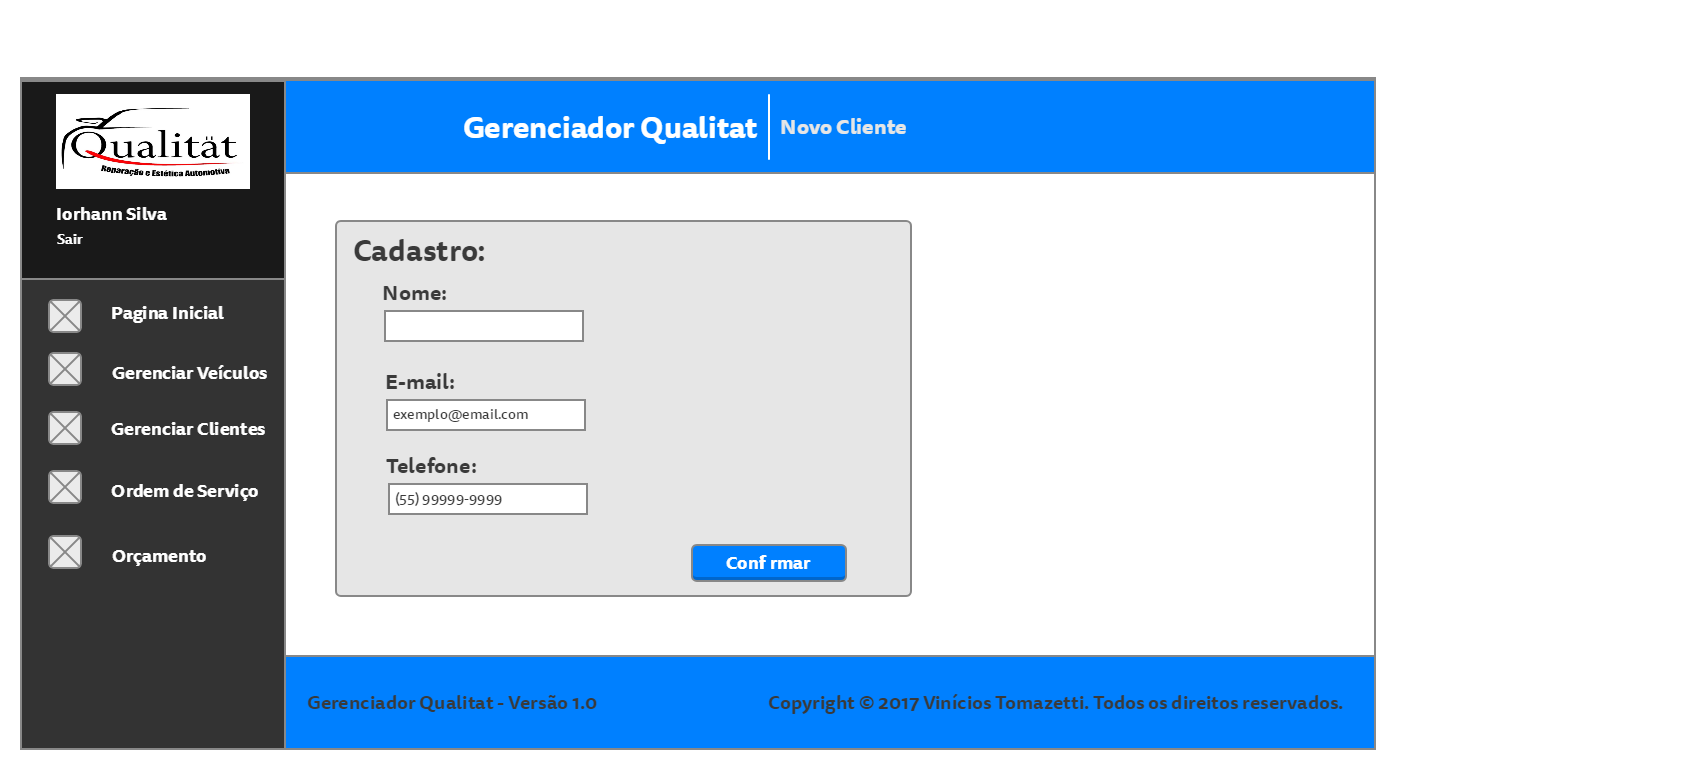 Qualität
Reparação e Estética Automotiva
Iorhann Silva
Sair
Pagina Inicial
Gerenciar Veículos
Gerenciar Clientes
Ordem de Serviço
Orçamento
Gerenciador Qualitat
Novo Cliente
Cadastro:
Nome:
E-mail:
exemplo@email.com
Telefone:
(55) 99999-9999
Conf rmar
Gerenciador Qualitat - Versão 1.0
Copyright © 2017 Vinícios Tomazetti. Todos os direitos reservados.